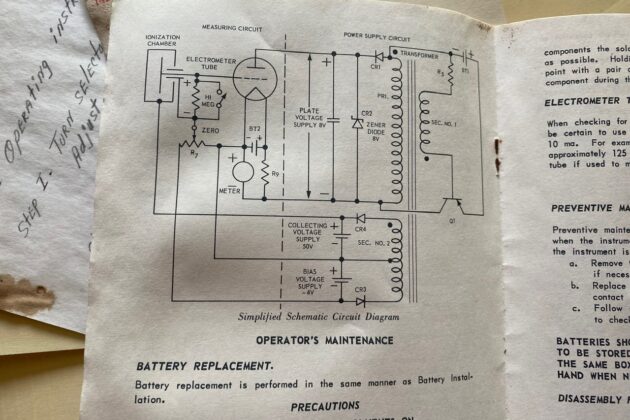 Operating inst
STEP I. TURN Select
Adjust
MEASURING CIRCUIT
POWER SUPPLY CIRCUIT
IONIZATION
CHAMBER
ELECTROMETER
TUBE
HI
MEG
ZERO
R7
BT2
METER
R9
PLATE
VOLTAGE
SUPPLY 8V
CR1
TRANSFORMER
PRI.
CR2
ZENER
DIODE
8V
R5
BT1
SEC. NO. 1
Q1
COLLECTING
VOLTAGE
SUPPLY
50V
CR4
SEC. NO. 2
BIAS
VOLTAGE
SUPPLY
-4V
CR3
Simplified Schematic Circuit Diagram
OPERATOR'S MAINTENANCE
BATTERY REPLACEMENT.
Battery replacement is performed in the same manner as Battery Instal-
lation.
PRECAUTIONS
components the sol
as possible. Holdi
point with a pair
component during th
ELECTROMETER T
When checking for
be certain to use
10 ma. For exam
approximately 125
tube if used to m
PREVENTIVE MA
Preventive mainte
when the instrum
the instrument is
a. Remove
if neces
b. Replace
contact
c. Follow
to chec
BATTERIES SHO
TO BE STORED
THE SAME BOX
HAND WHEN N
DISASSEMBLY